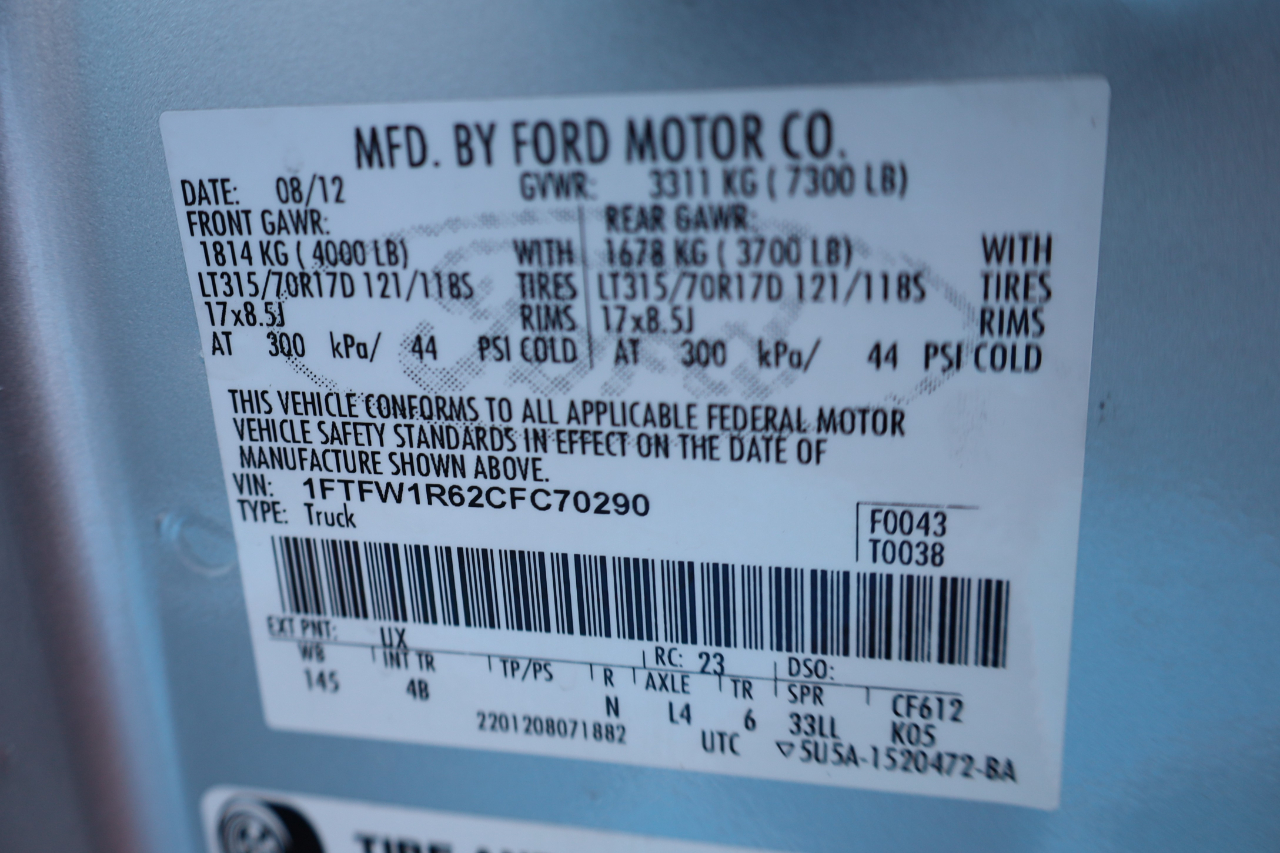 MFD. BY FORD MOTOR CO.
DATE: 08/12 GVWR: 3311 KG ( 7300 LB)
FRONT GAWR: REAR GAWR:
1814 KG ( 4000 LB) WITH 1678 KG ( 3700 LB) WITH
LT315/70R17D 121/118S TIRES LT315/70R17D 121/118S TIRES
17x8.5J RIMS 17x8.5J RIMS
AT 300 kPa/ 44 PSI COLD AT 300 kPa/ 44 PSI COLD
THIS VEHICLE CONFORMS TO ALL APPLICABLE FEDERAL MOTOR
VEHICLE SAFETY STANDARDS IN EFFECT ON THE DATE OF
MANUFACTURE SHOWN ABOVE.
VIN: 1FTFW1R62CFC70290
TYPE: Truck
F0043
T0038
EXT PNT: UX RC: 23 DSO:
WB INT TR TP/PS R AXLE TR SPR CF612
145 4B N L4 6 33LL K05
2201208071882 UTC ▽5U5A-1520472-BA
TIRE